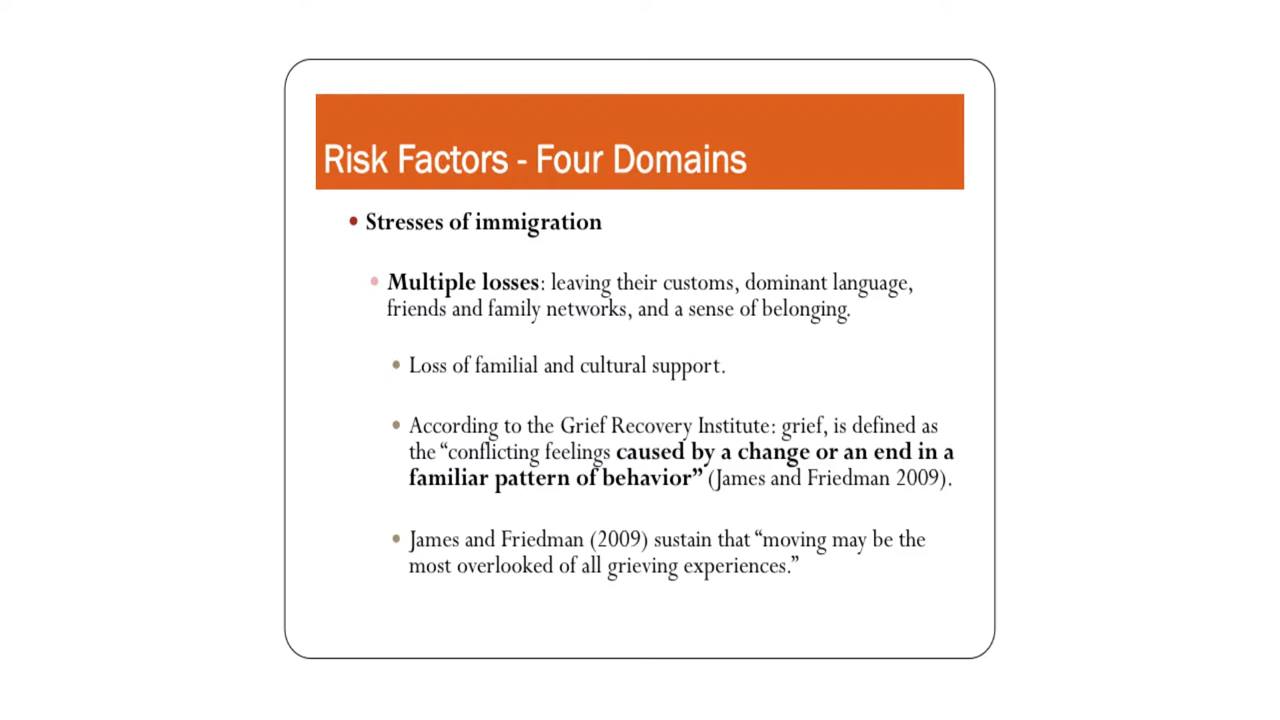 Risk Factors - Four Domains
• Stresses of immigration
• Multiple losses: leaving their customs, dominant language,
friends and family networks, and a sense of belonging.
• Loss of familial and cultural support.
• According to the Grief Recovery Institute: grief, is defined as
the “conflicting feelings caused by a change or an end in a
familiar pattern of behavior” (James and Friedman 2009).
• James and Friedman (2009) sustain that “moving may be the
most overlooked of all grieving experiences.”